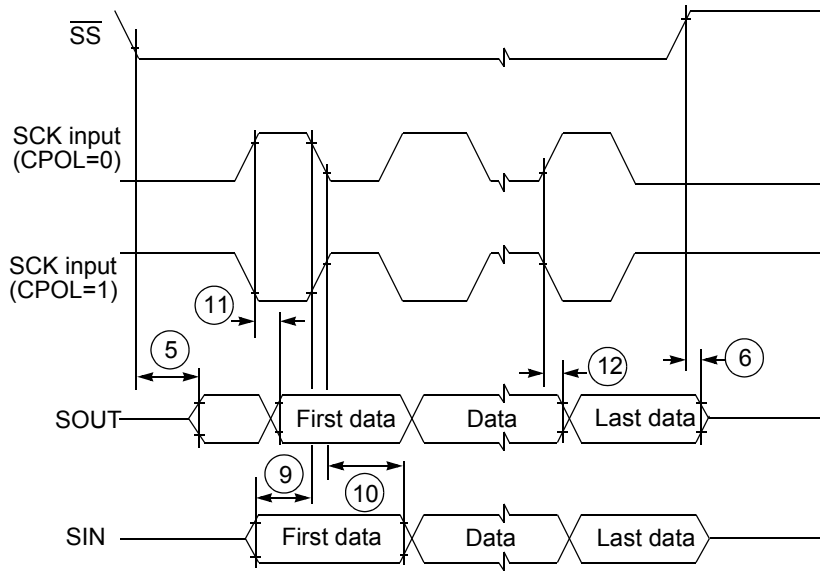 SS
SCK input
(CPOL=0)
SCK input
(CPOL=1)
11
5
12
6
SOUT
First data
Data
Last data
9
10
SIN
First data
Data
Last data